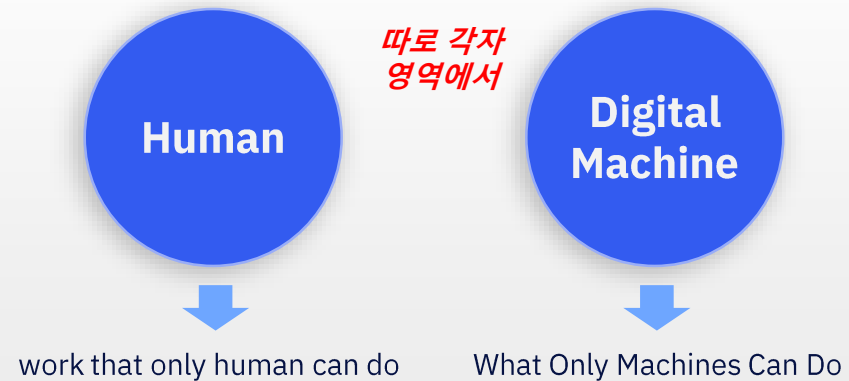 따로 각자
영역에서
Human
Digital
Machine
work that only human can do
What Only Machines Can Do